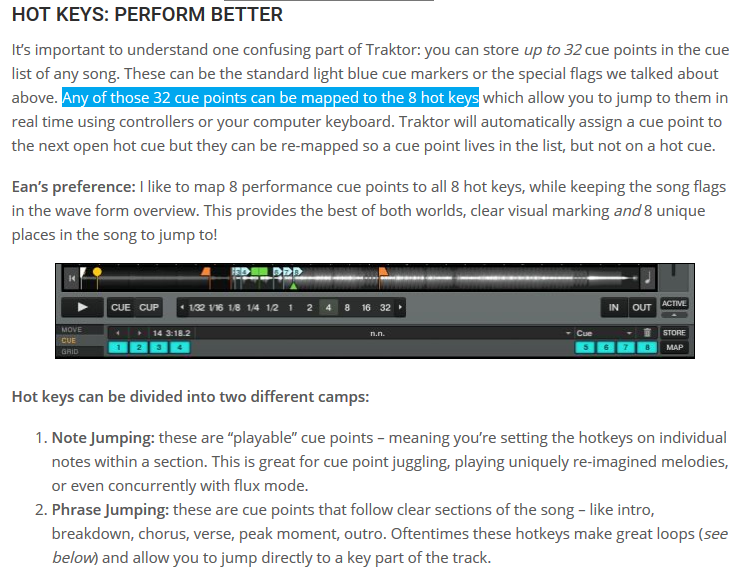 HOT KEYS: PERFORM BETTER
It's important to understand one confusing part of Traktor: you can store up to 32 cue points in the cue
list of any song. These can be the standard light blue cue markers or the special flags we talked about
above. Any of those 32 cue points can be mapped to the 8 hot keys which allow you to jump to them in
real time using controllers or your computer keyboard. Traktor will automatically assign a cue point to
the next open hot cue but they can be re-mapped so a cue point lives in the list, but not on a hot cue.
Ean's preference: I like to map 8 performance cue points to all 8 hot keys, while keeping the song flags
in the wave form overview. This provides the best of both worlds, clear visual marking and 8 unique
places in the song to jump to!
CUE CUP 1/32 1/16 1/8 1/4 1/2 1 2 4 8 16 32 IN OUT ACTIVE
MOVE 14 3:18.2 n.n. Cue STORE
CUE 1 2 3 4 5 6 7 8 MAP
GRID
Hot keys can be divided into two different camps:
1. Note Jumping: these are “playable” cue points – meaning you're setting the hotkeys on individual
notes within a section. This is great for cue point juggling, playing uniquely re-imagined melodies,
or even concurrently with flux mode.
2. Phrase Jumping: these are cue points that follow clear sections of the song – like intro,
breakdown, chorus, verse, peak moment, outro. Oftentimes these hotkeys make great loops (see
below) and allow you to jump directly to a key part of the track.